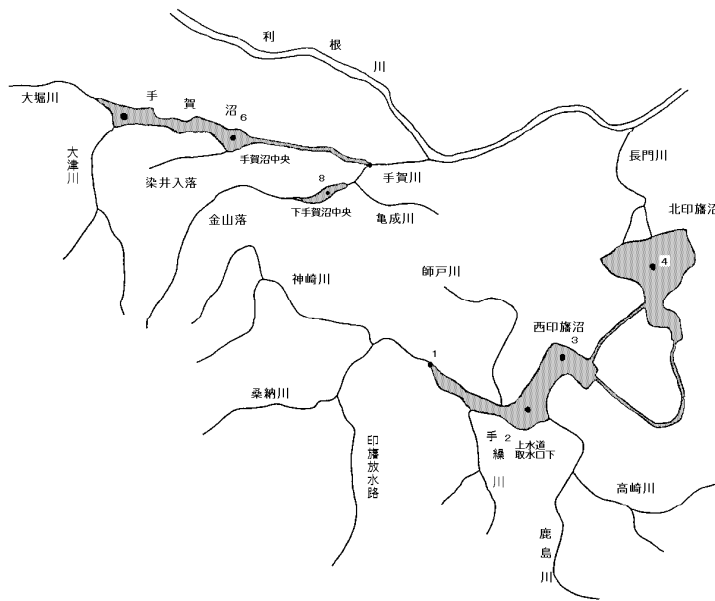 利根川
大堀川
手賀沼
6
手賀沼中央
大津川
染井入落
8
手賀川
長門川
金山落
下手賀沼中央
亀成川
北印旛沼
4
神崎川
師戸川
西印旛沼
3
1
桑納川
印旛放水路
手繰川
2
上水道
取水口下
高崎川
鹿島川